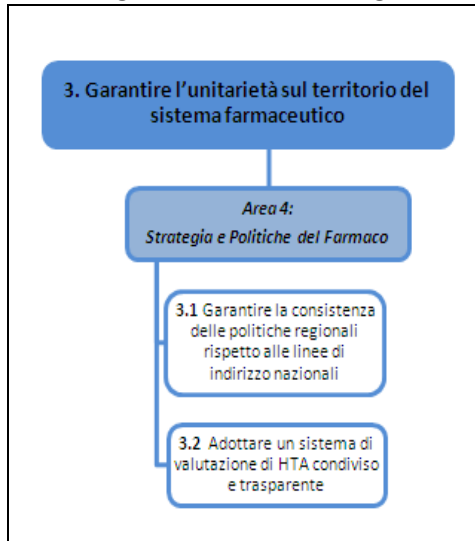 3. Garantire l'unitarietà sul territorio del
sistema farmaceutico
Area 4:
Strategia e Politiche del Farmaco
3.1 Garantire la consistenza
delle politiche regionali
rispetto alle linee di
indirizzo nazionali
3.2 Adottare un sistema di
valutazione di HTA condiviso
e trasparente